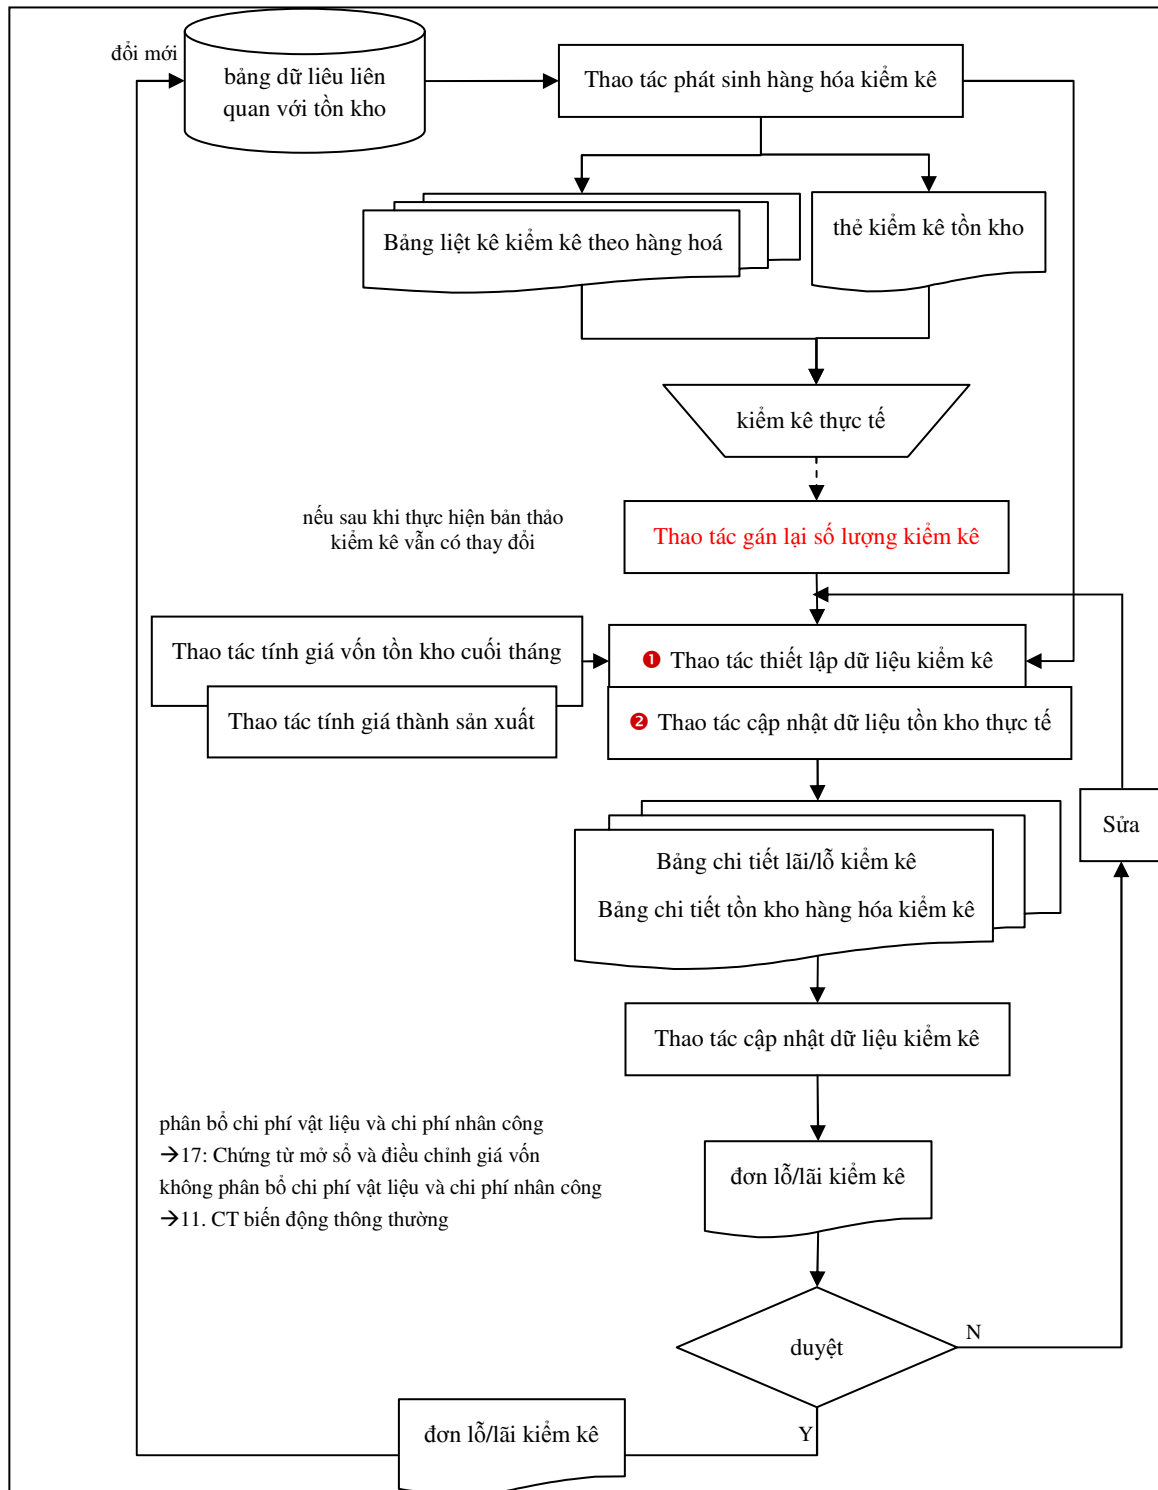 đổi mới
bảng dữ liêu liên
quan với tồn kho
Thao tác phát sinh hàng hóa kiểm kê
Bảng liệt kê kiểm kê theo hàng hoá
thẻ kiểm kê tồn kho
kiểm kê thực tế
nếu sau khi thực hiện bản thảo
kiểm kê vẫn có thay đổi
Thao tác gán lại số lượng kiểm kê
Thao tác tính giá vốn tồn kho cuối tháng
Thao tác tính giá thành sản xuất
❶ Thao tác thiết lập dữ liệu kiểm kê
❷ Thao tác cập nhật dữ liệu tồn kho thực tế
Sửa
Bảng chi tiết lãi/lỗ kiểm kê
Bảng chi tiết tồn kho hàng hóa kiểm kê
Thao tác cập nhật dữ liệu kiểm kê
phân bổ chi phí vật liệu và chi phí nhân công
→17: Chứng từ mở sổ và điều chỉnh giá vốn
không phân bổ chi phí vật liệu và chi phí nhân công
→11. CT biến động thông thường
đơn lỗ/lãi kiểm kê
duyệt
N
Y
đơn lỗ/lãi kiểm kê